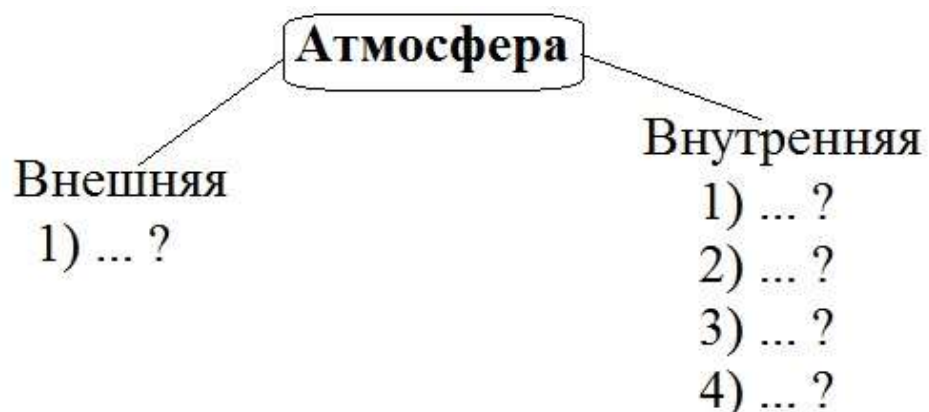 Атмосфера
Внешняя
1) ... ?
Внутренняя
1) ... ?
2) ... ?
3) ... ?
4) ... ?